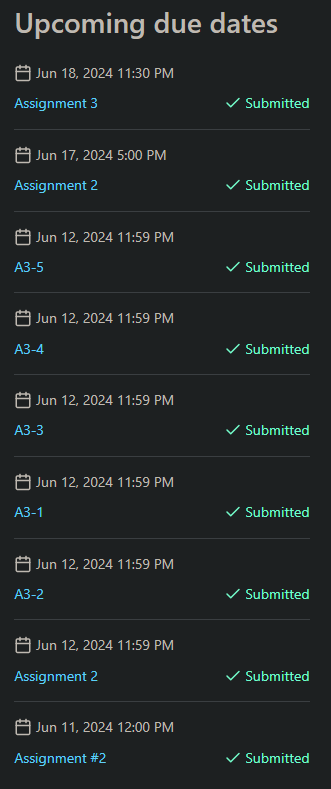 Upcoming due dates
Jun 18, 2024 11:30 PM
Assignment 3 Submitted
Jun 17, 2024 5:00 PM
Assignment 2 Submitted
Jun 12, 2024 11:59 PM
A3-5 Submitted
Jun 12, 2024 11:59 PM
A3-4 Submitted
Jun 12, 2024 11:59 PM
A3-3 Submitted
Jun 12, 2024 11:59 PM
A3-1 Submitted
Jun 12, 2024 11:59 PM
A3-2 Submitted
Jun 12, 2024 11:59 PM
Assignment 2 Submitted
Jun 11, 2024 12:00 PM
Assignment #2 Submitted